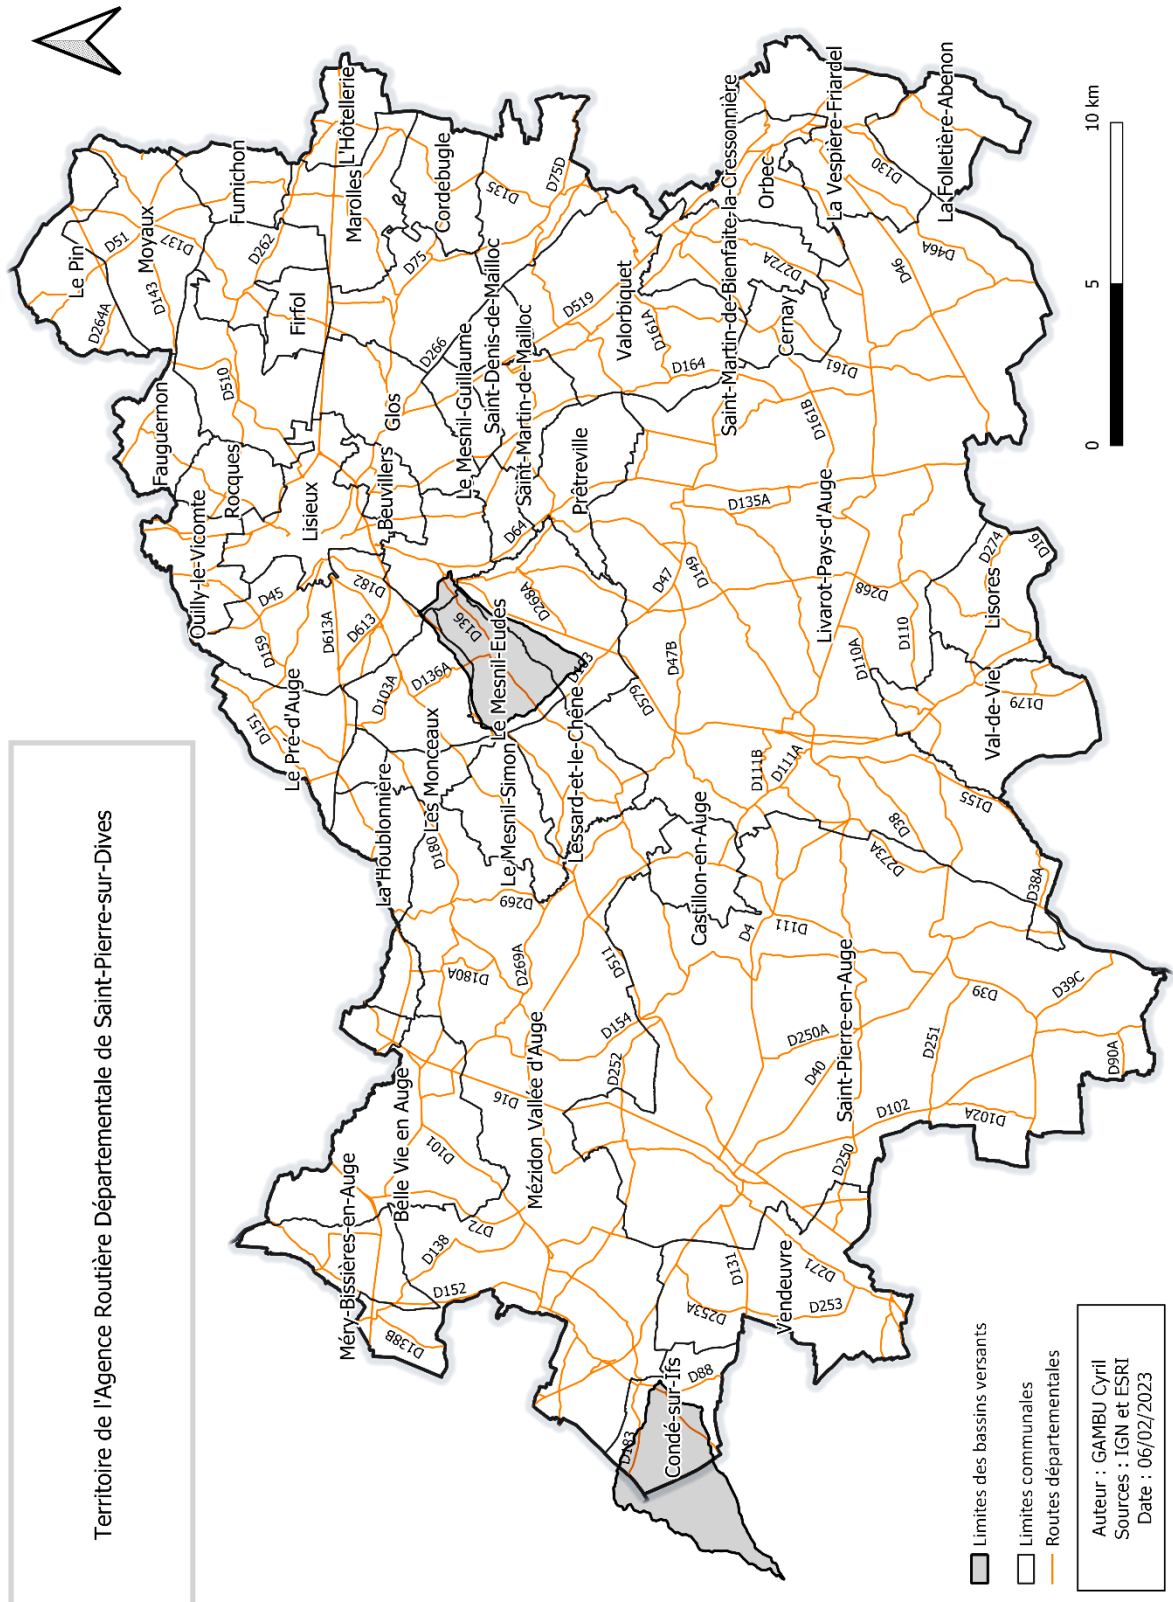 Territoire de l'Agence Routière Départementale de Saint-Pierre-sur-Dives
Le Pin
D51
D264A
D143
Moyaux
D137
Fumichon
D262
L'Hôtellerie
Marolles
Firfol
Fauguernon
D510
Cordebugle
D75
D135
D75D
Ouilly-le-Vicomte
Rocques
Lisieux
Beuvillers
Glos
D266
Le Mesnil-Guillaume
Saint-Denis-de-Mailloc
Saint-Martin-de-Mailloc
D519
Valorbiquet
D161A
D164
Saint-Martin-de-Bienfaite-la-Cressonnière
Orbec
D272A
La Vespière-Friardel
D130
La Folletière-Abenon
D46
D46A
Cernay
D161
D161B
D45
D159
D613A
D613
D182
D151
Le Pré-d'Auge
D103A
D136A
D136
Le Mesnil-Eudes
D268A
D64
Prêtreville
D183
D47
D149
D135A
D47B
D579
Livarot-Pays-d'Auge
D268
D110A
D110
D274
D16
Lisores
Val-de-Vie
D179
La Houblonnière
Les Monceaux
D180
Le Mesnil-Simon
Lessard-et-le-Chêne
D111B
D111A
D155
D38
D273A
D38A
Castillon-en-Auge
D269
D269A
D180A
D511
D4
D111
D154
D252
Mézidon Vallée d'Auge
D16
D250A
D40
Saint-Pierre-en-Auge
D39
D39C
D251
D90A
D102
D102A
D250
Belle Vie en Auge
D101
D72
Méry-Bissières-en-Auge
D138
D152
D138B
D131
Vendeuvre
D271
D253
D253A
D88
Condé-sur-Ifs
D183
0 5 10 km
Limites des bassins versants
Limites communales
Routes départementales
Auteur : GAMBU Cyril
Sources : IGN et ESRI
Date : 06/02/2023